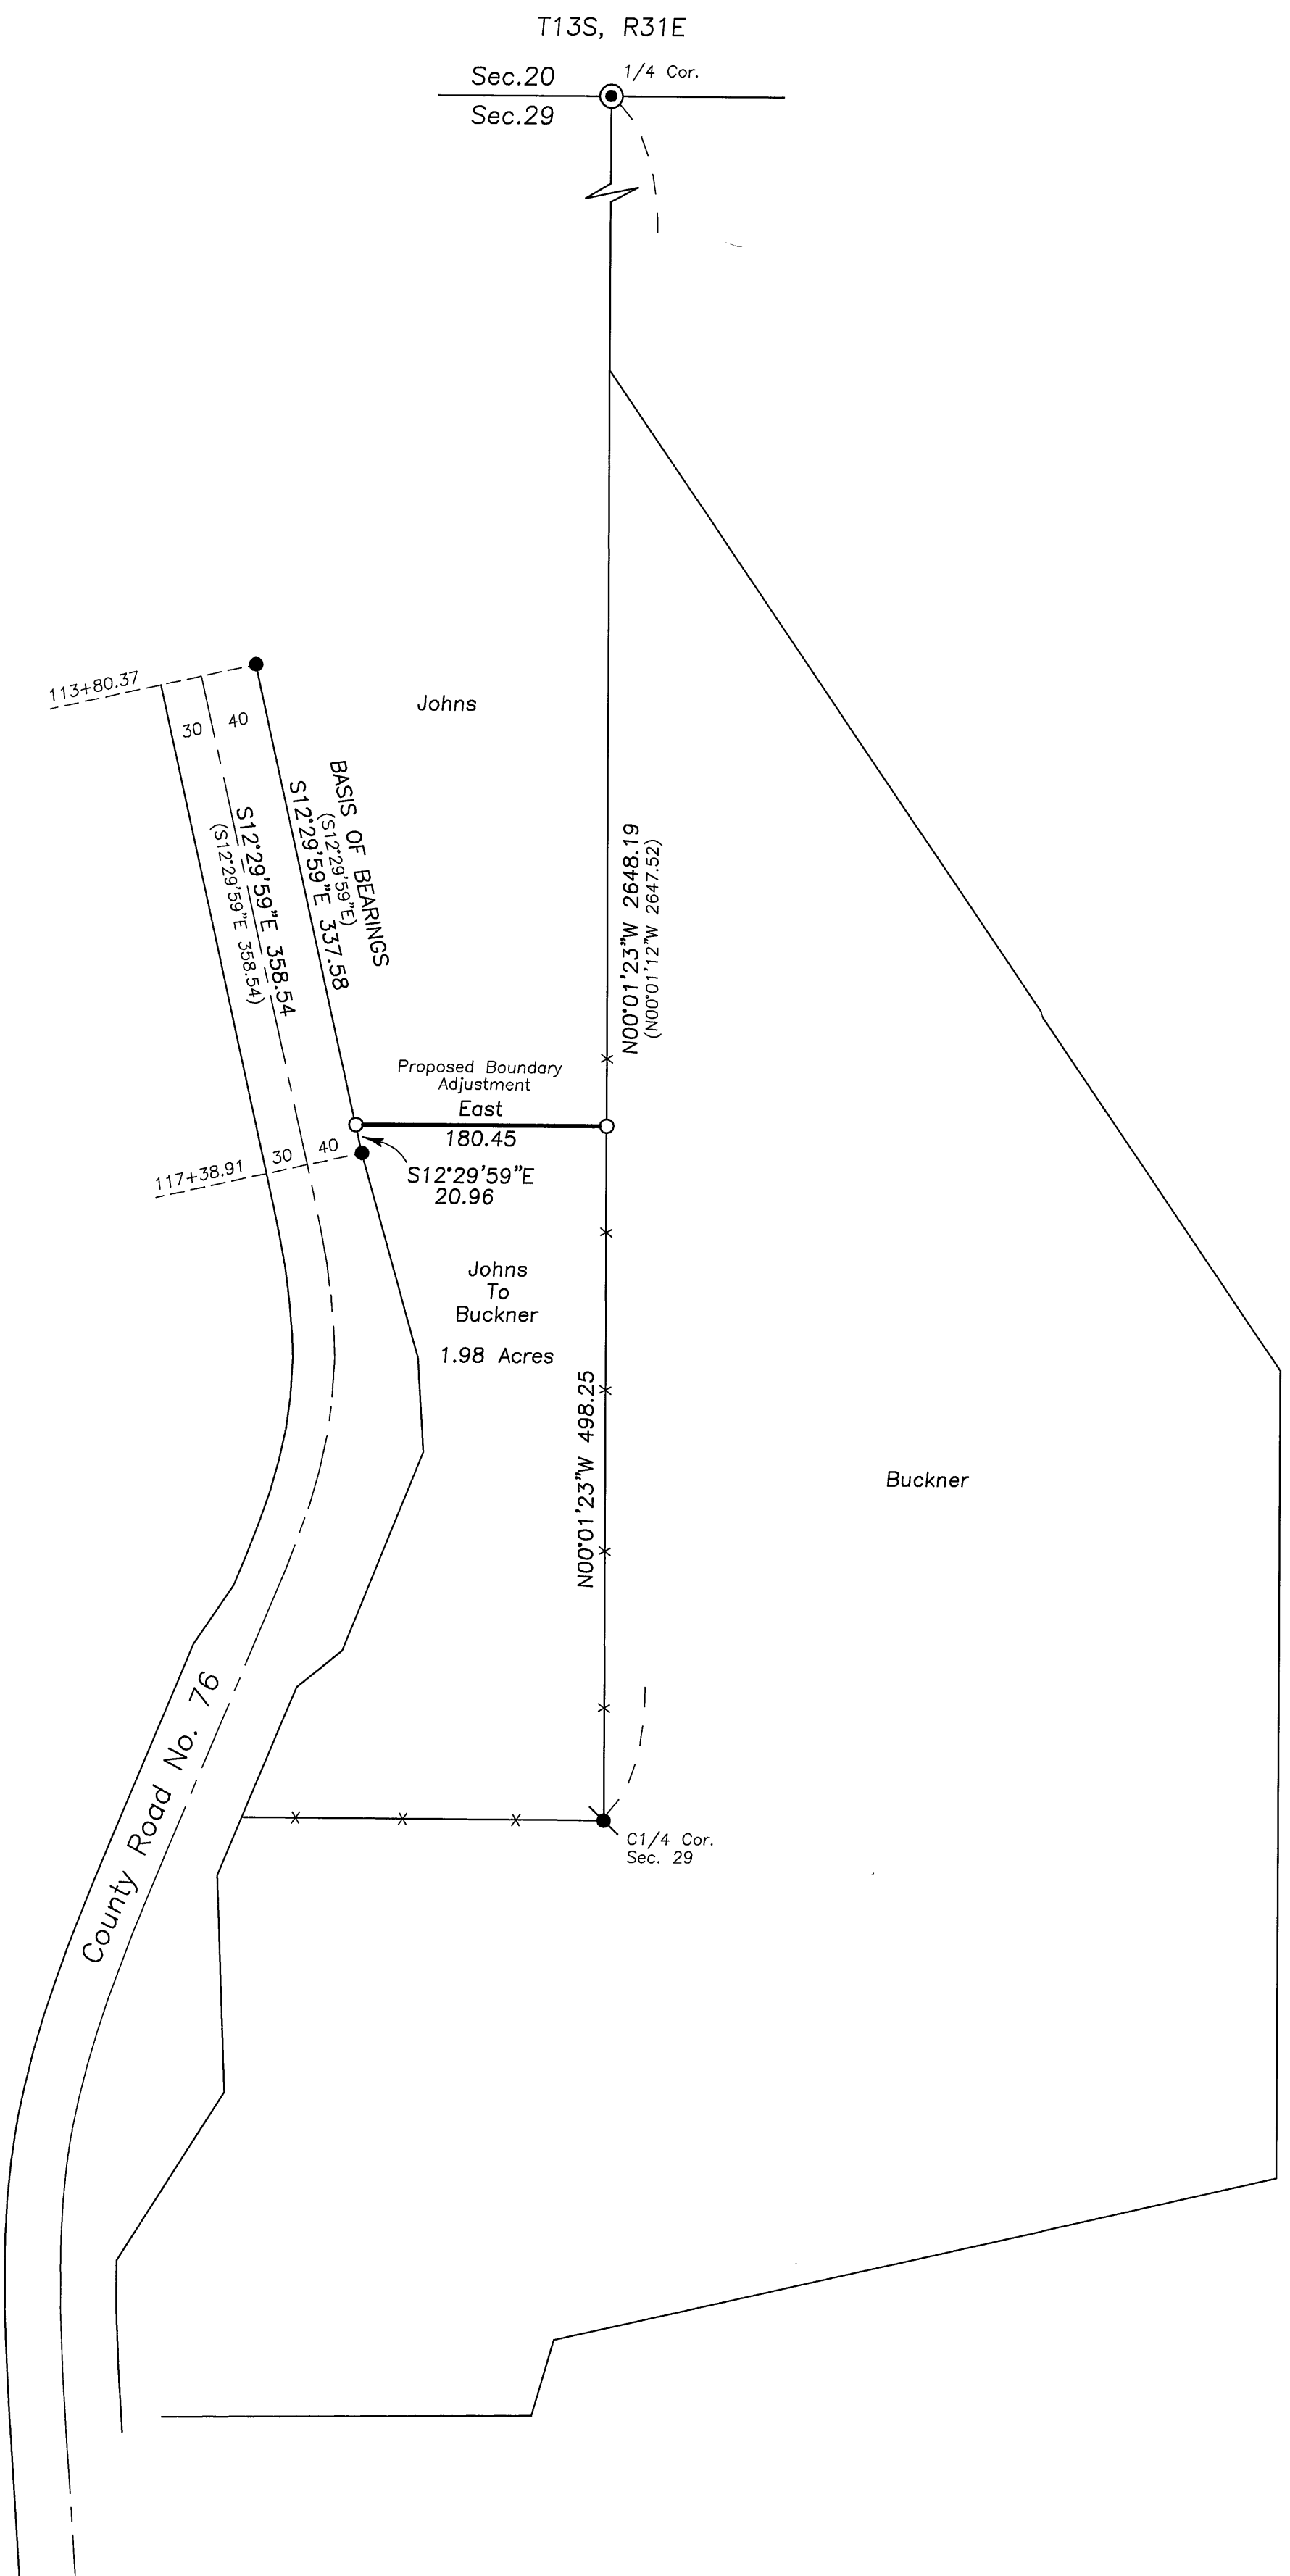 T13S, R31E
Sec.20
1/4 Cor.
Sec.29
113+80.37
30
40
Johns
BASIS OF BEARINGS
(S12°29'59"E)
S12°29'59"E 337.58
S12°29'59"E 358.54
(S12°29'59"E 358.54)
N00°01'23"W 2648.19
(N00°01'12"W 2647.52)
Proposed Boundary
Adjustment
East
180.45
117+38.91
30
40
S12°29'59"E
20.96
Johns
To
Buckner
1.98 Acres
N00°01'23"W 498.25
Buckner
County Road No. 76
C1/4 Cor.
Sec. 29